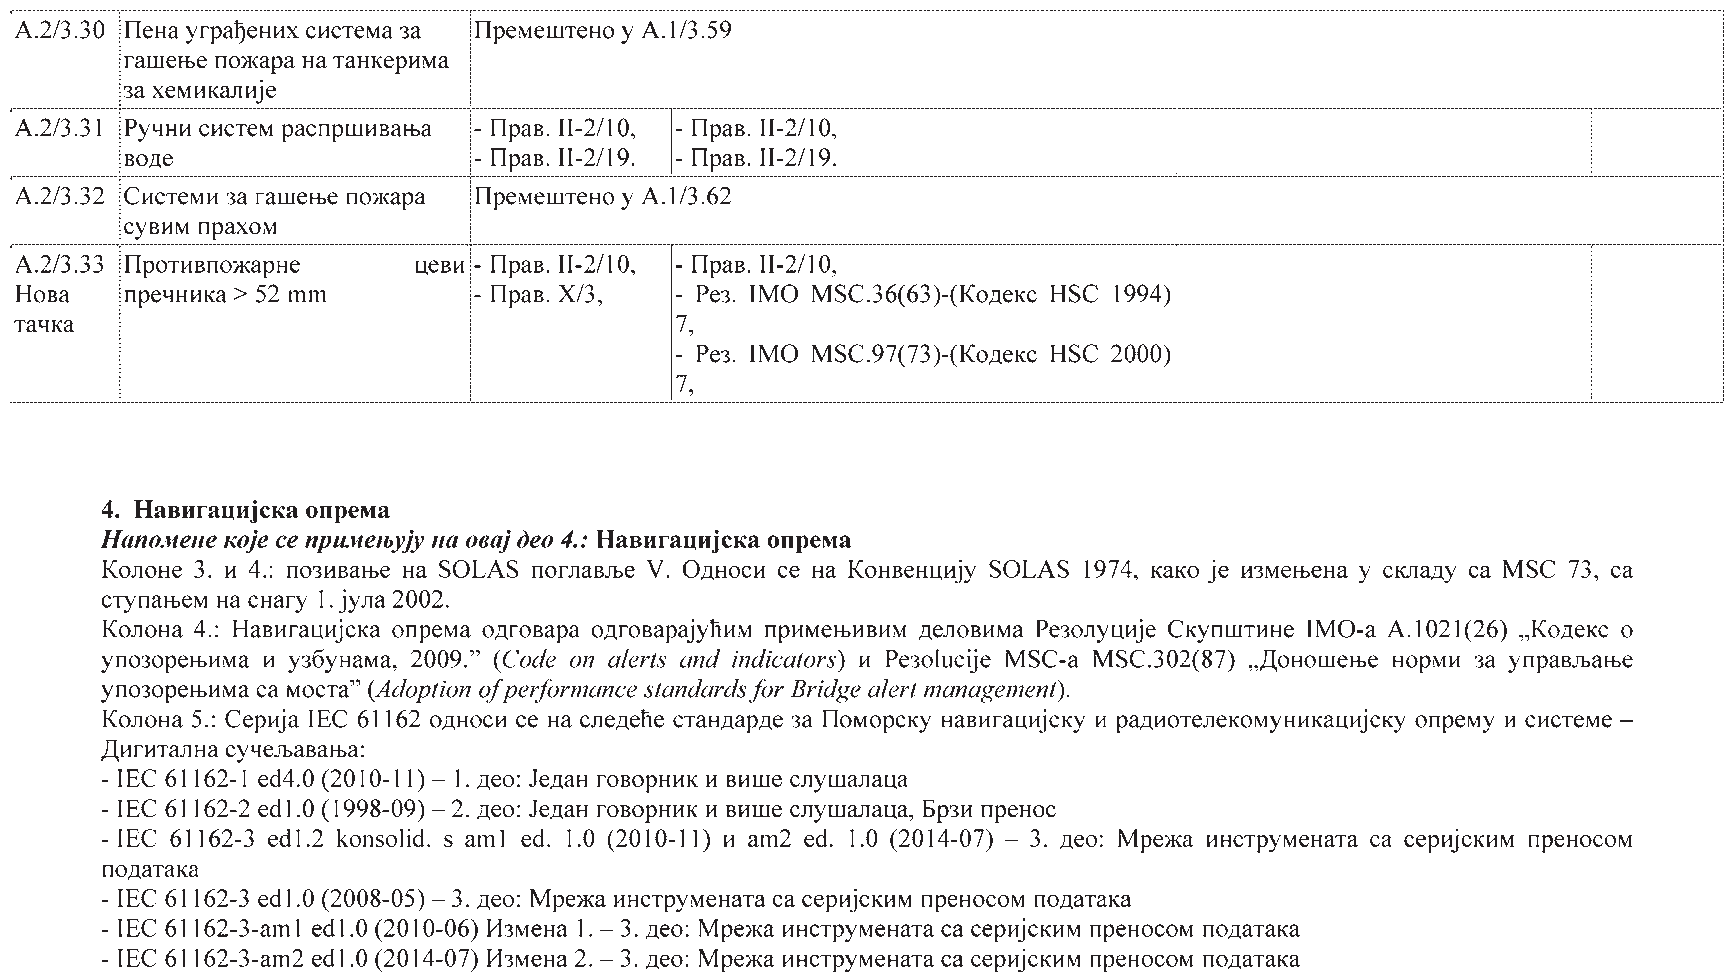 А.2/3.30 Пена уграђених система за Премештено у А.1/3.59
гашење пожара на танкерима
за хемикалије
А.2/3.31 Ручни систем распршивања - Прав. II-2/10, - Прав. II-2/10,
воде - Прав. II-2/19. - Прав. II-2/19.
А.2/3.32 Системи за гашење пожара Премештено у А.1/3.62
сувим прахом
А.2/3.33 Противпожарне цеви - Прав. II-2/10, - Прав. II-2/10,
Нова пречника > 52 mm - Прав. X/3, - Рез. IMO MSC.36(63)-(Кодекс HSC 1994)
тачка 7,
- Рез. IMO MSC.97(73)-(Кодекс HSC 2000)
7,
4. Навигацијска опрема
Напомене које се примењују на овај део 4.: Навигацијска опрема
Колоне 3. и 4.: позивање на SOLAS поглавље V. Односи се на Конвенцију SOLAS 1974, како је измењена у складу са MSC 73, са
ступањем на снагу 1. јула 2002.
Колона 4.: Навигацијска опрема одговара одговарајућим примењивим деловима Резолуције Скупштине IMO-a A.1021(26) „Кодекс о
упозорењима и узбунама, 2009.” (Code on alerts and indicators) и Резоlucije MSC-a MSC.302(87) „Доношење норми за управљање
упозорењима са моста” (Adoption of performance standards for Bridge alert management).
Колона 5.: Серија IEC 61162 односи се на следеће стандарде за Поморску навигацијску и радиотелекомуникацијску опрему и системе –
Дигитална сучељавања:
- IEC 61162-1 ed4.0 (2010-11) – 1. део: Један говорник и више слушалаца
- IEC 61162-2 ed1.0 (1998-09) – 2. део: Један говорник и више слушалаца, Брзи пренос
- IEC 61162-3 ed1.2 konsolid. s am1 ed. 1.0 (2010-11) и am2 ed. 1.0 (2014-07) – 3. део: Мрежа инструмената са серијским преносом
података
- IEC 61162-3 ed1.0 (2008-05) – 3. део: Мрежа инструмената са серијским преносом података
- IEC 61162-3-am1 ed1.0 (2010-06) Измена 1. – 3. део: Мрежа инструмената са серијским преносом података
- IEC 61162-3-am2 ed1.0 (2014-07) Измена 2. – 3. део: Мрежа инструмената са серијским преносом података